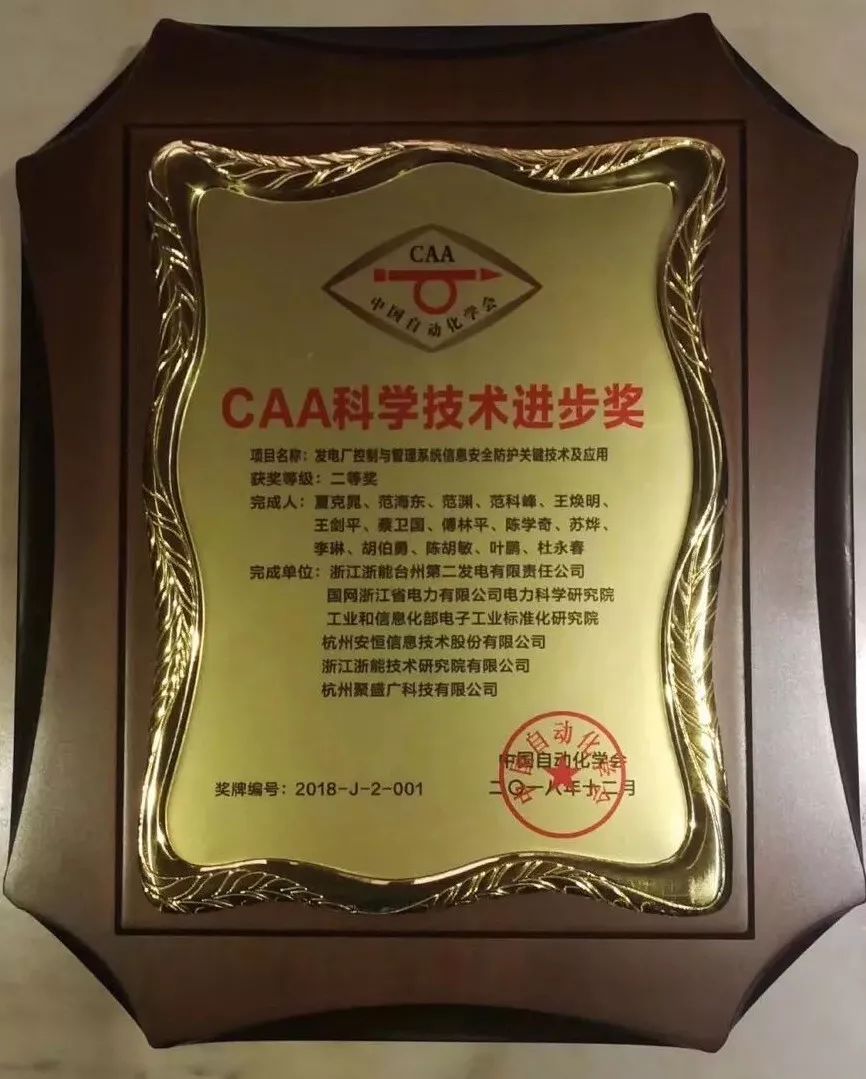 CAA
中国自动化学会
CAA科学技术进步奖
项目名称：发电厂控制与管理系统信息安全防护关键技术及应用
获奖等级：二等奖
完成人：夏克晁、范海东、范渊、范科峰、王焕明、
王剑平、蔡卫国、傅林平、陈学奇、苏烨、
李琳、胡伯勇、陈胡敏、叶鹏、杜永春
完成单位：浙江浙能台州第二发电有限责任公司
国网浙江省电力有限公司电力科学研究院
工业和信息化部电子工业标准化研究院
杭州安恒信息技术股份有限公司
浙江浙能技术研究院有限公司
杭州聚盛广科技有限公司
中国自动化学会
中国自动化学会
奖牌编号：2018-J-2-001
二〇一八年十二月